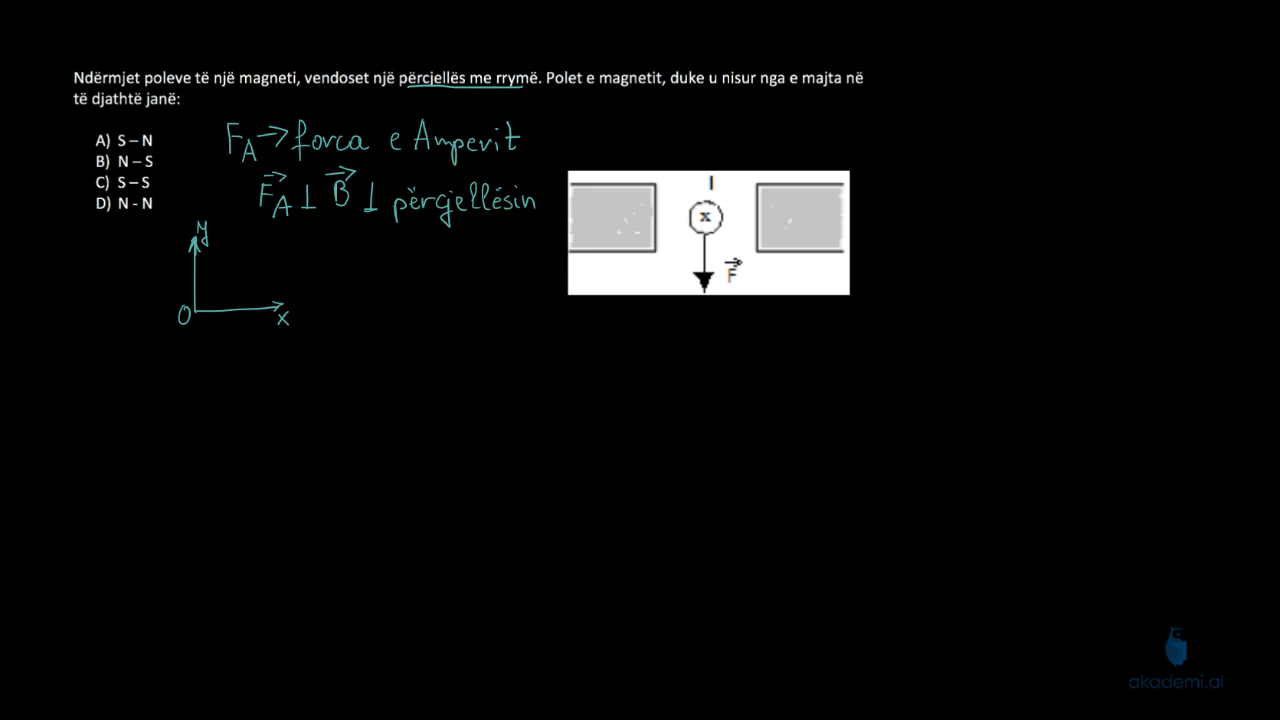 Ndërmjet poleve të një magneti, vendoset një përcjellës me rrymë. Polet e magnetit, duke u nisur nga e majta në
të djathtë janë:
A) S – N
B) N – S
C) S – S
D) N - N
F_A → forca e Amperit
F⃗_A ⊥ B⃗ ⊥ përgjellësin
y
O
x
I
x
F⃗
akademi.al